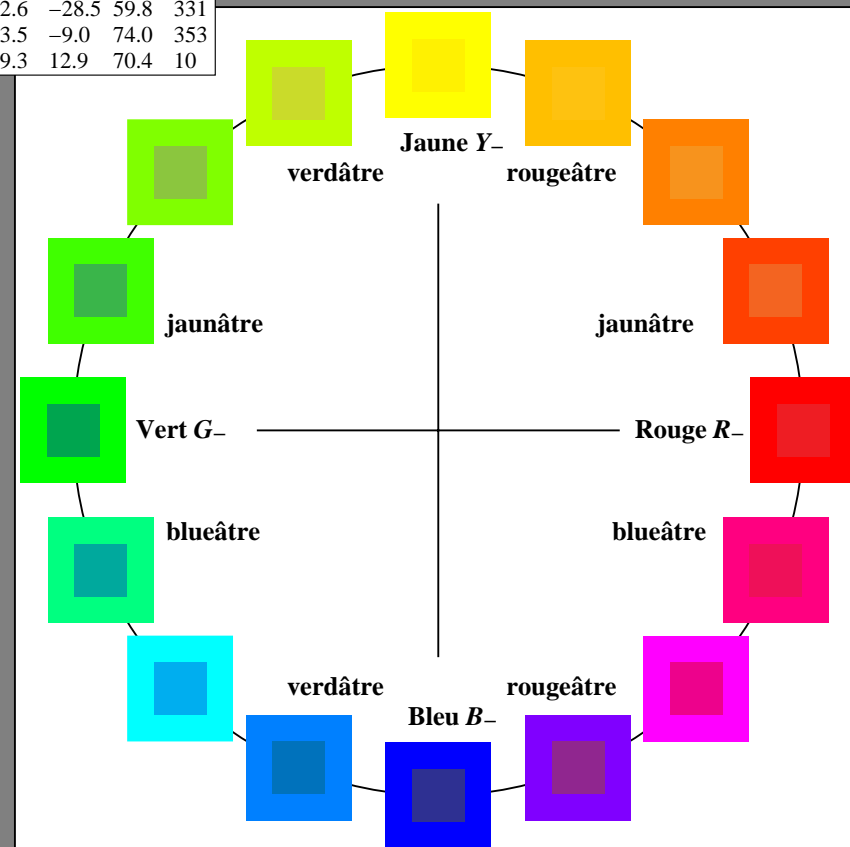 2.6 −28.5 59.8 331
3.5 −9.0 74.0 353
9.3 12.9 70.4 10
Jaune Y−
verdâtre rougeâtre
jaunâtre jaunâtre
Vert G− Rouge R−
blueâtre blueâtre
verdâtre rougeâtre
Bleu B−